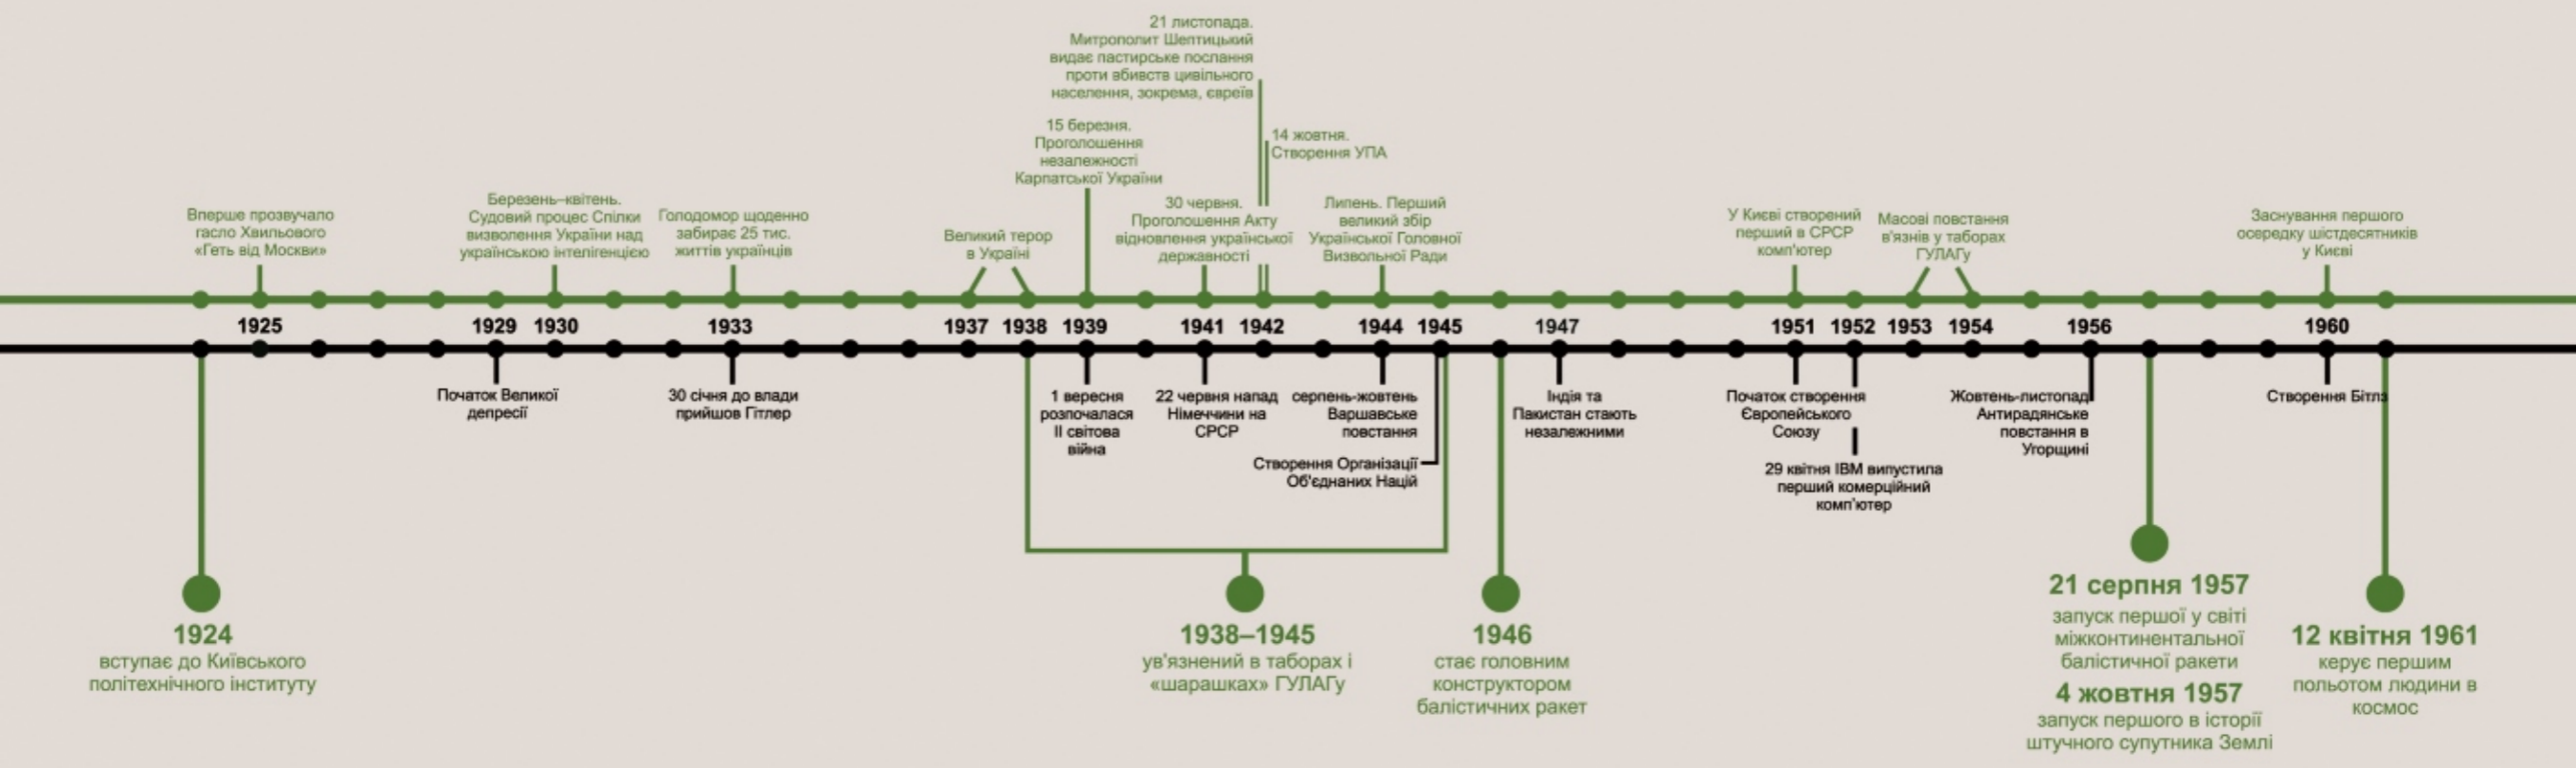 21 листопада.
Митрополит Шептицький
видає пастирське послання
проти вбивств цивільного
населення, зокрема, євреїв
15 березня.
Проголошення
незалежності
Карпатської України
14 жовтня.
Створення УПА
Вперше прозвучало
гасло Хвильового
«Геть від Москви»
Березень–квітень.
Судовий процес Спілки
визволення України над
українською інтелігенцією
Голодомор щоденно
забирає 25 тис.
життів українців
Великий терор
в Україні
30 червня.
Проголошення Акту
відновлення української
державності
Липень. Перший
великий збір
Української Головної
Визвольної Ради
У Києві створений
перший в СРСР
комп'ютер
Масові повстання
в'язнів у таборах
ГУЛАГу
Заснування першого
осередку шістдесятників
у Києві
1925 1929 1930 1933 1937 1938 1939 1941 1942 1944 1945 1947 1951 1952 1953 1954 1956 1960
Початок Великої
депресії
30 січня до влади
прийшов Гітлер
1 вересня
розпочалася
ІІ світова
війна
22 червня напад
Німеччини на
СРСР
серпень-жовтень
Варшавське
повстання
Створення Організації
Об'єднаних Націй
Індія та
Пакистан стають
незалежними
Початок створення
Європейського
Союзу
29 квітня IBM випустила
перший комерційний
комп'ютер
Жовтень-листопад
Антирадянське
повстання в
Угорщині
Створення Бітлз
1924
вступає до Київського
політехнічного інституту
1938–1945
ув'язнений в таборах і
«шарашках» ГУЛАГу
1946
стає головним
конструктором
балістичних ракет
21 серпня 1957
запуск першої у світі
міжконтинентальної
балістичної ракети
4 жовтня 1957
запуск першого в історії
штучного супутника Землі
12 квітня 1961
керує першим
польотом людини в
космос